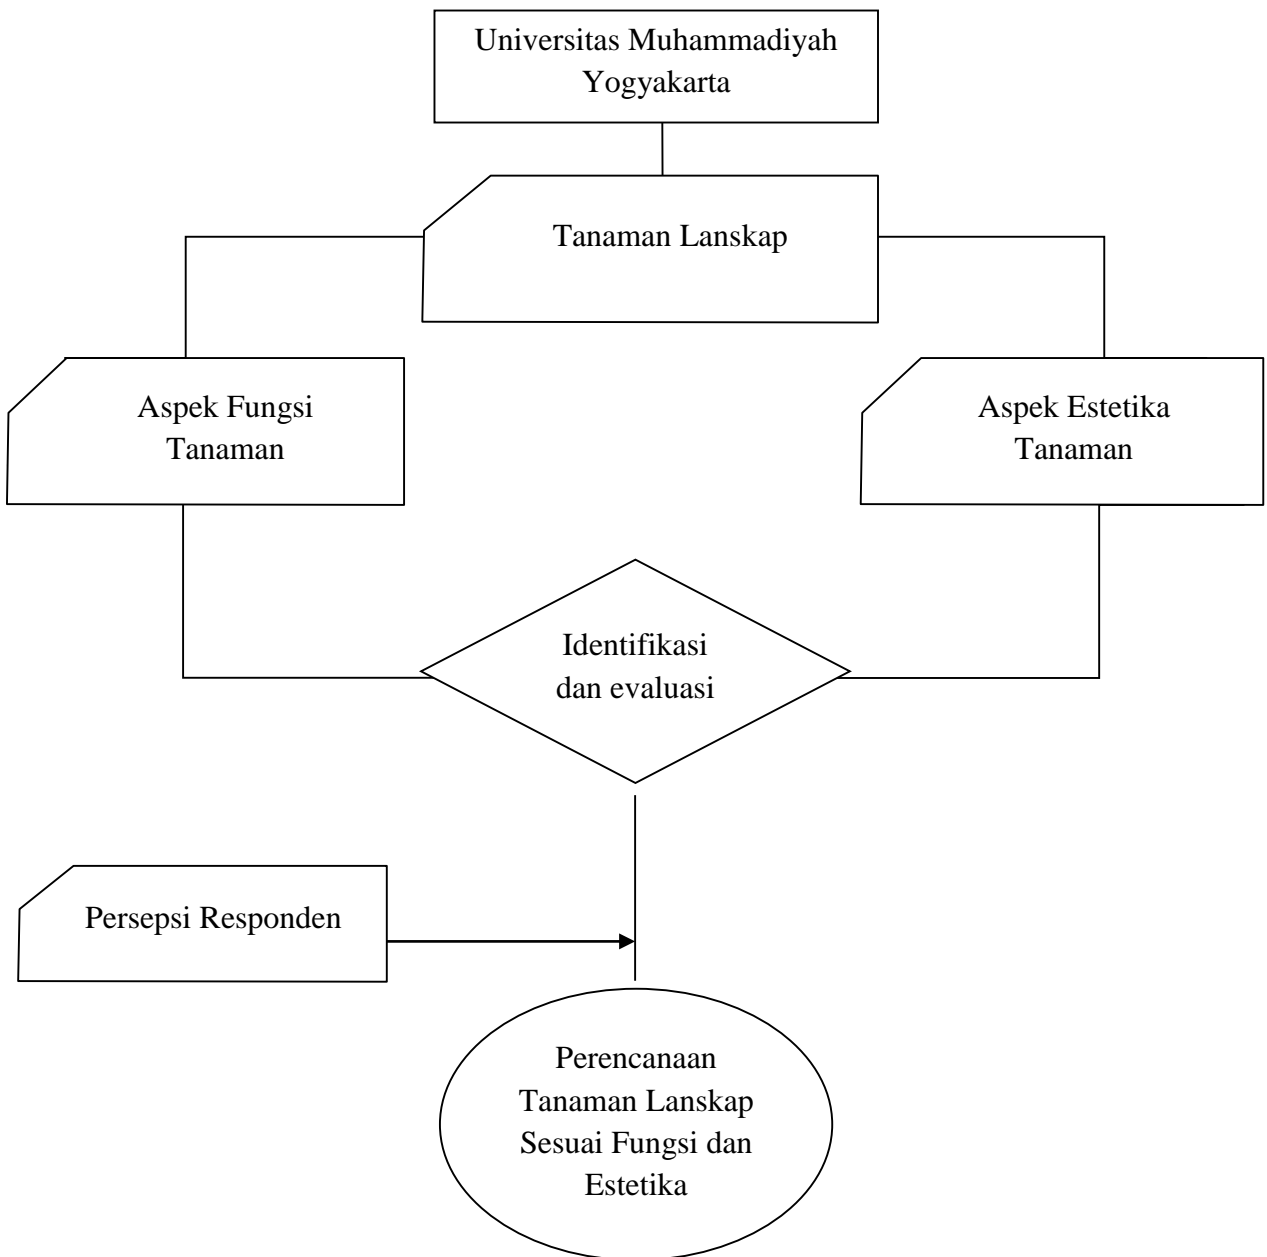 Universitas Muhammadiyah
Yogyakarta
Tanaman Lanskap
Aspek Fungsi
Tanaman
Aspek Estetika
Tanaman
Identifikasi
dan evaluasi
Persepsi Responden
Perencanaan
Tanaman Lanskap
Sesuai Fungsi dan
Estetika